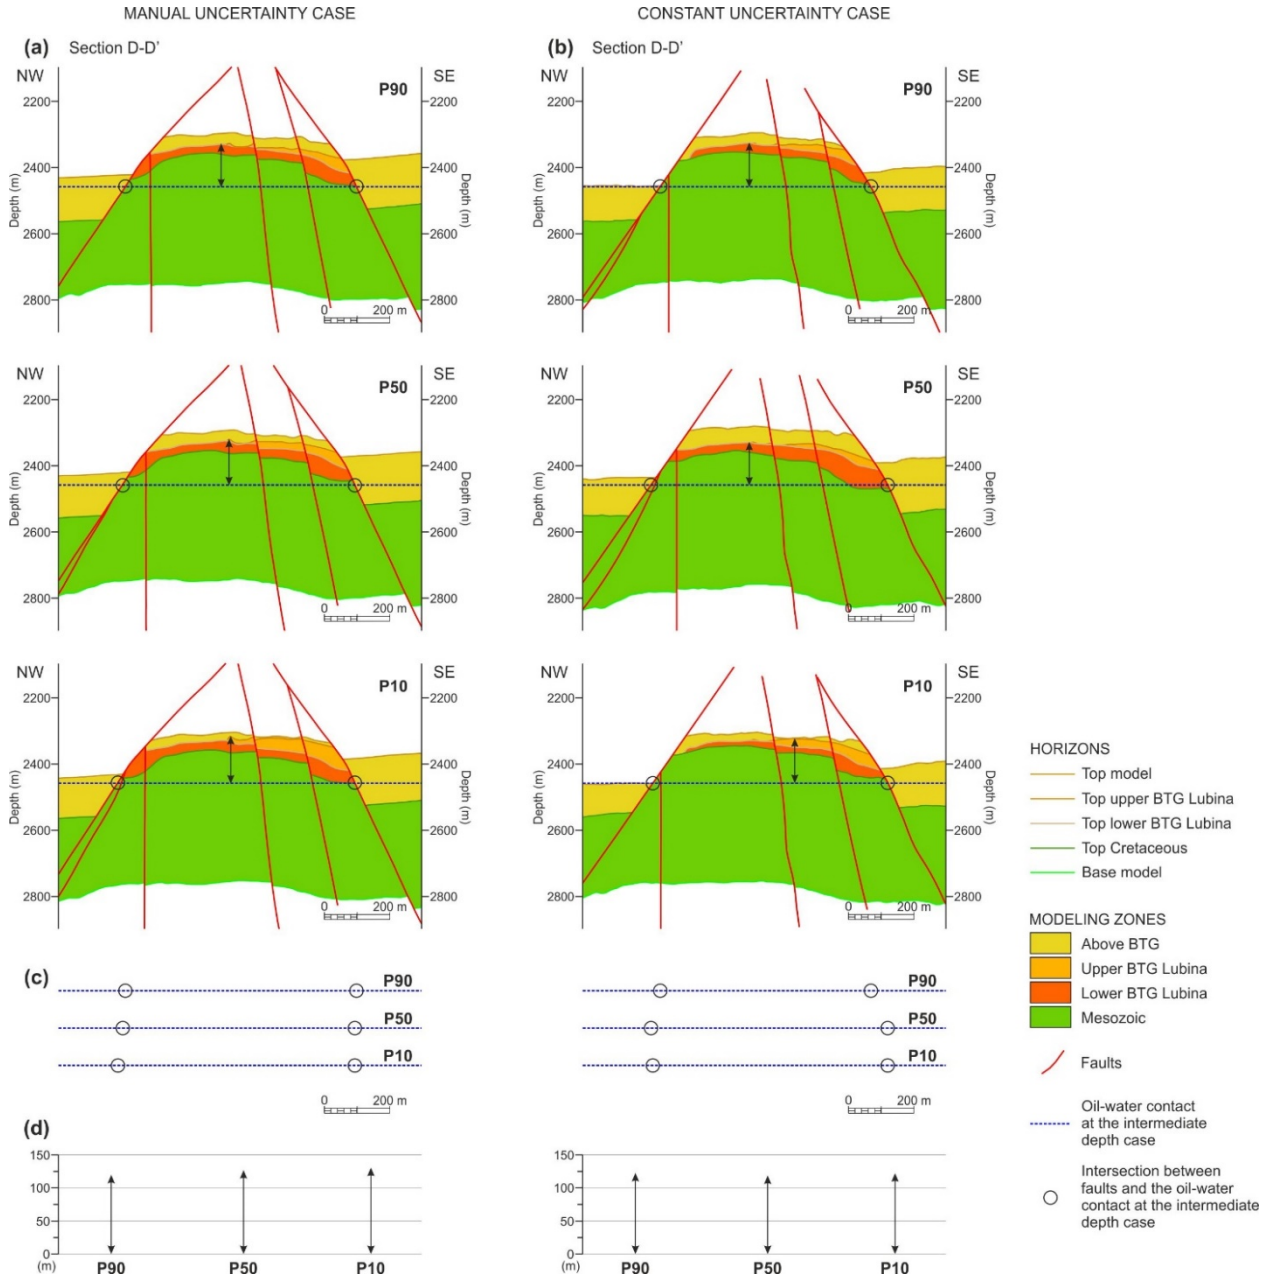 MANUAL UNCERTAINTY CASE
CONSTANT UNCERTAINTY CASE
(a) Section D-D'
NW
SE
P90
2200
2400
2600
2800
Depth (m)
2200
2400
2600
2800
Depth (m)
0 200 m
(b) Section D-D'
NW
SE
P90
2200
2400
2600
2800
Depth (m)
2200
2400
2600
2800
Depth (m)
0 200 m
NW
SE
P50
2200
2400
2600
2800
Depth (m)
2200
2400
2600
2800
Depth (m)
0 200 m
NW
SE
P50
2200
2400
2600
2800
Depth (m)
2200
2400
2600
2800
Depth (m)
0 200 m
NW
SE
P10
2200
2400
2600
2800
Depth (m)
2200
2400
2600
2800
Depth (m)
0 200 m
NW
SE
P10
2200
2400
2600
2800
Depth (m)
2200
2400
2600
2800
Depth (m)
0 200 m
(c)
P90
P50
P10
0 200 m
P90
P50
P10
0 200 m
(d)
150
100
50
0
(m)
P90 P50 P10
150
100
50
0
(m)
P90 P50 P10
HORIZONS
Top model
Top upper BTG Lubina
Top lower BTG Lubina
Top Cretaceous
Base model
MODELING ZONES
Above BTG
Upper BTG Lubina
Lower BTG Lubina
Mesozoic
Faults
Oil-water contact
at the intermediate
depth case
Intersection between
faults and the oil-water
contact at the intermediate
depth case